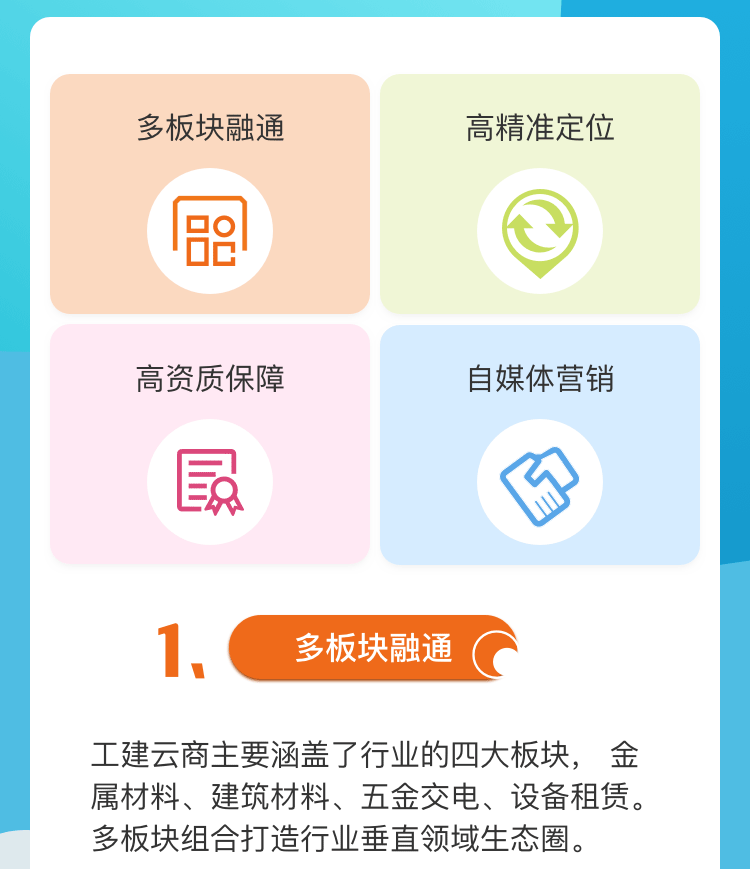 多板块融通
高精准定位
高资质保障
自媒体营销
1、 多板块融通
工建云商主要涵盖了行业的四大板块， 金
属材料、建筑材料、五金交电、设备租赁。
多板块组合打造行业垂直领域生态圈。